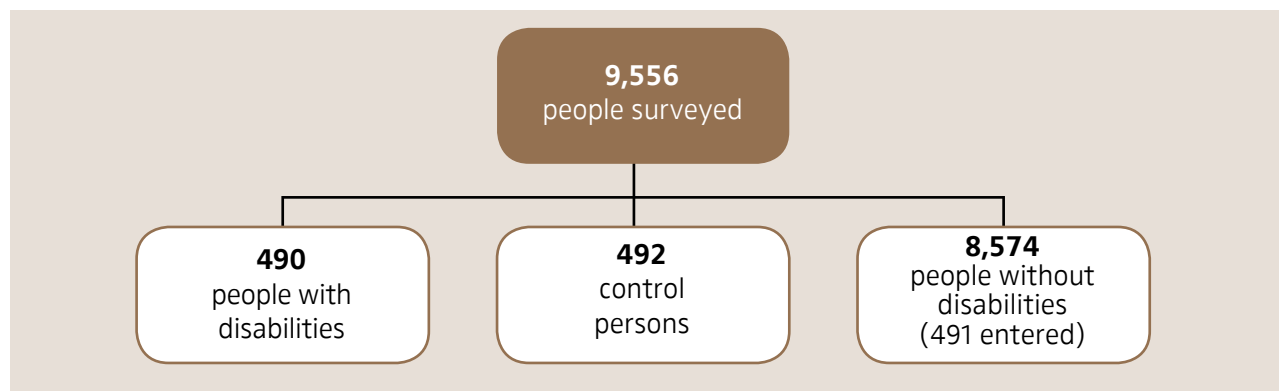 9,556
people surveyed
490
people with
disabilities
492
control
persons
8,574
people without
disabilities
(491 entered)